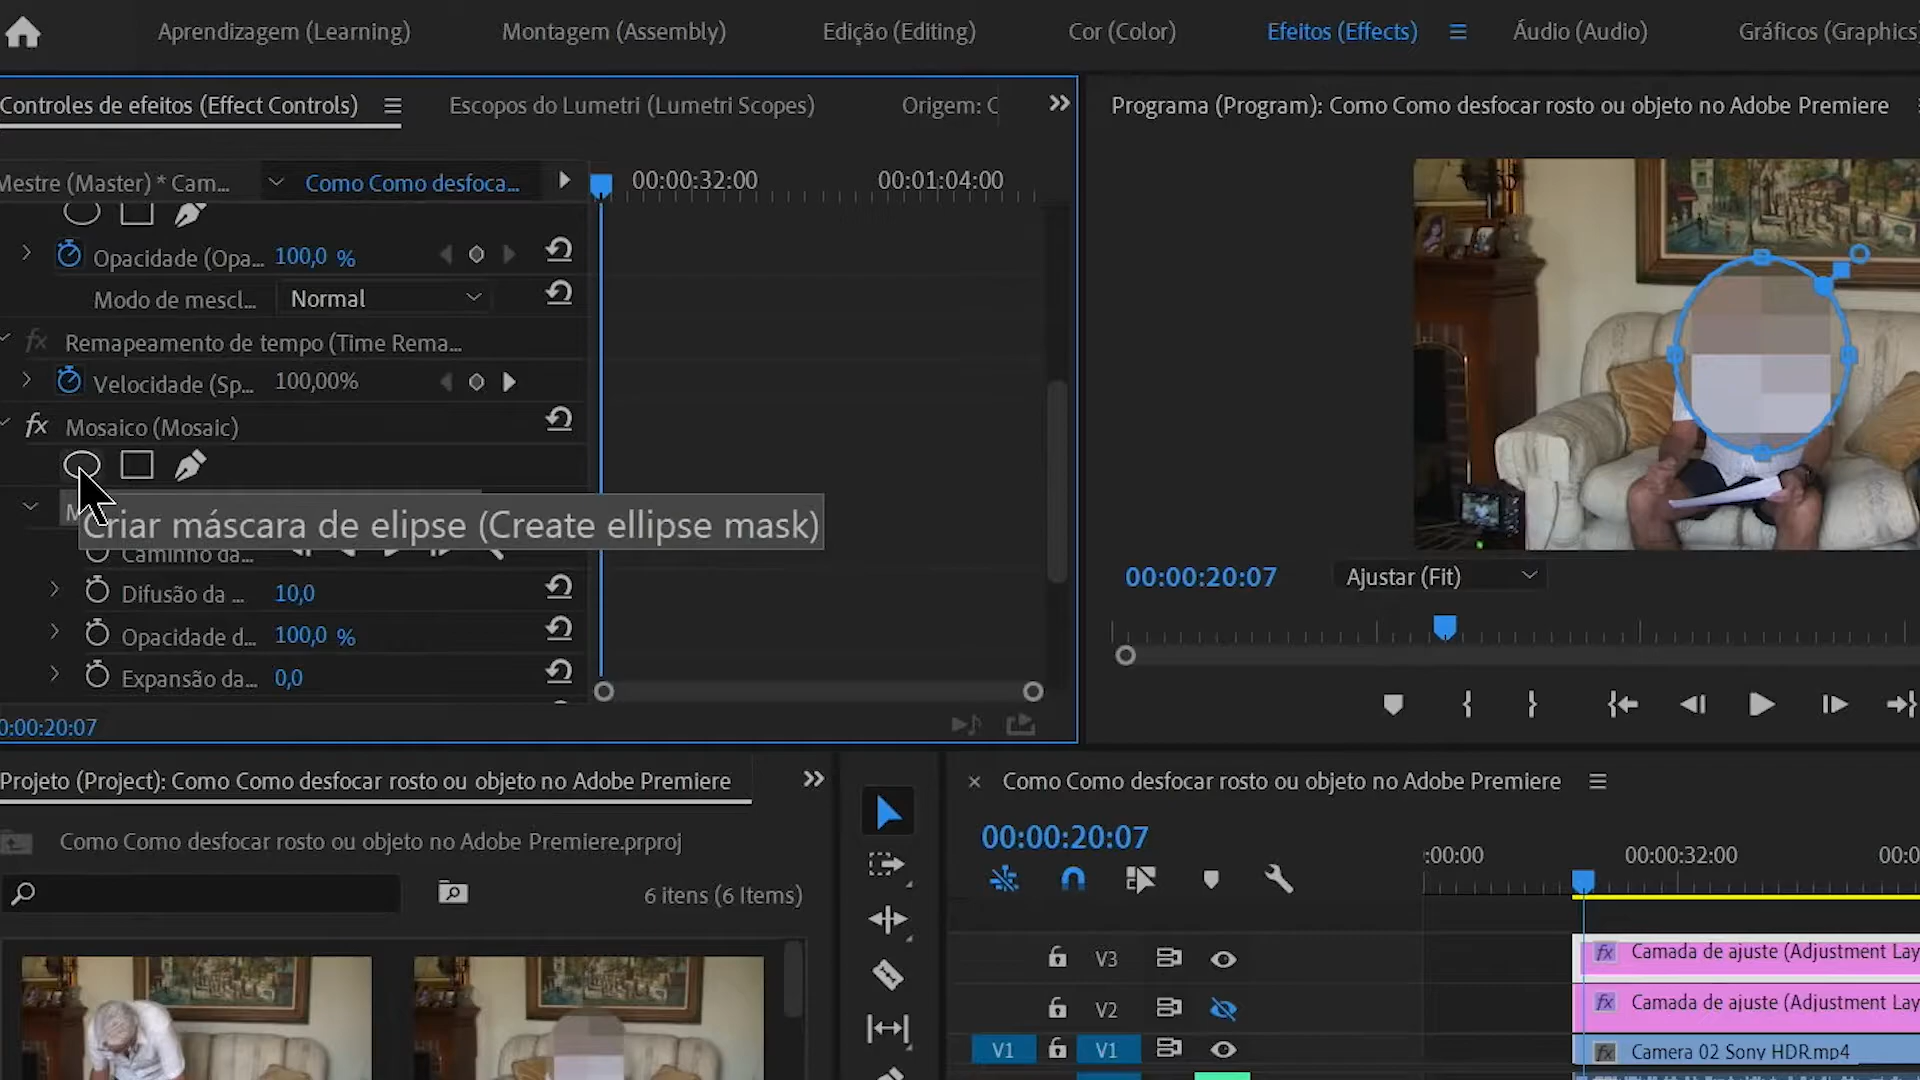 Aprendizagem (Learning)
Montagem (Assembly)
Edição (Editing)
Cor (Color)
Efeitos (Effects)
Áudio (Audio)
Gráficos (Graphics
Controles de efeitos (Effect Controls)
Escopos do Lumetri (Lumetri Scopes)
Origem: C
Programa (Program): Como Como desfocar rosto ou objeto no Adobe Premiere
Mestre (Master) * Cam...
Como Como desfoca...
00:00:32:00
00:01:04:00
Opacidade (Opa...
100,0 %
Modo de mescl...
Normal
fx Remapeamento de tempo (Time Rema...
Velocidade (Sp...
100,00%
fx Mosaico (Mosaic)
Criar máscara de elipse (Create ellipse mask)
Caminho da...
Difusão da ...
10,0
Opacidade d...
100,0 %
Expansão da...
0,0
0:00:20:07
00:00:20:07
Ajustar (Fit)
Projeto (Project): Como Como desfocar rosto ou objeto no Adobe Premiere
Como Como desfocar rosto ou objeto no Adobe Premiere.prproj
6 itens (6 Items)
Como Como desfocar rosto ou objeto no Adobe Premiere
00:00:20:07
:00:00
00:00:32:00
00:0
V3
fx Camada de ajuste (Adjustment Lay
V2
fx Camada de ajuste (Adjustment Lay
V1
V1
fx Camera 02 Sony HDR.mp4